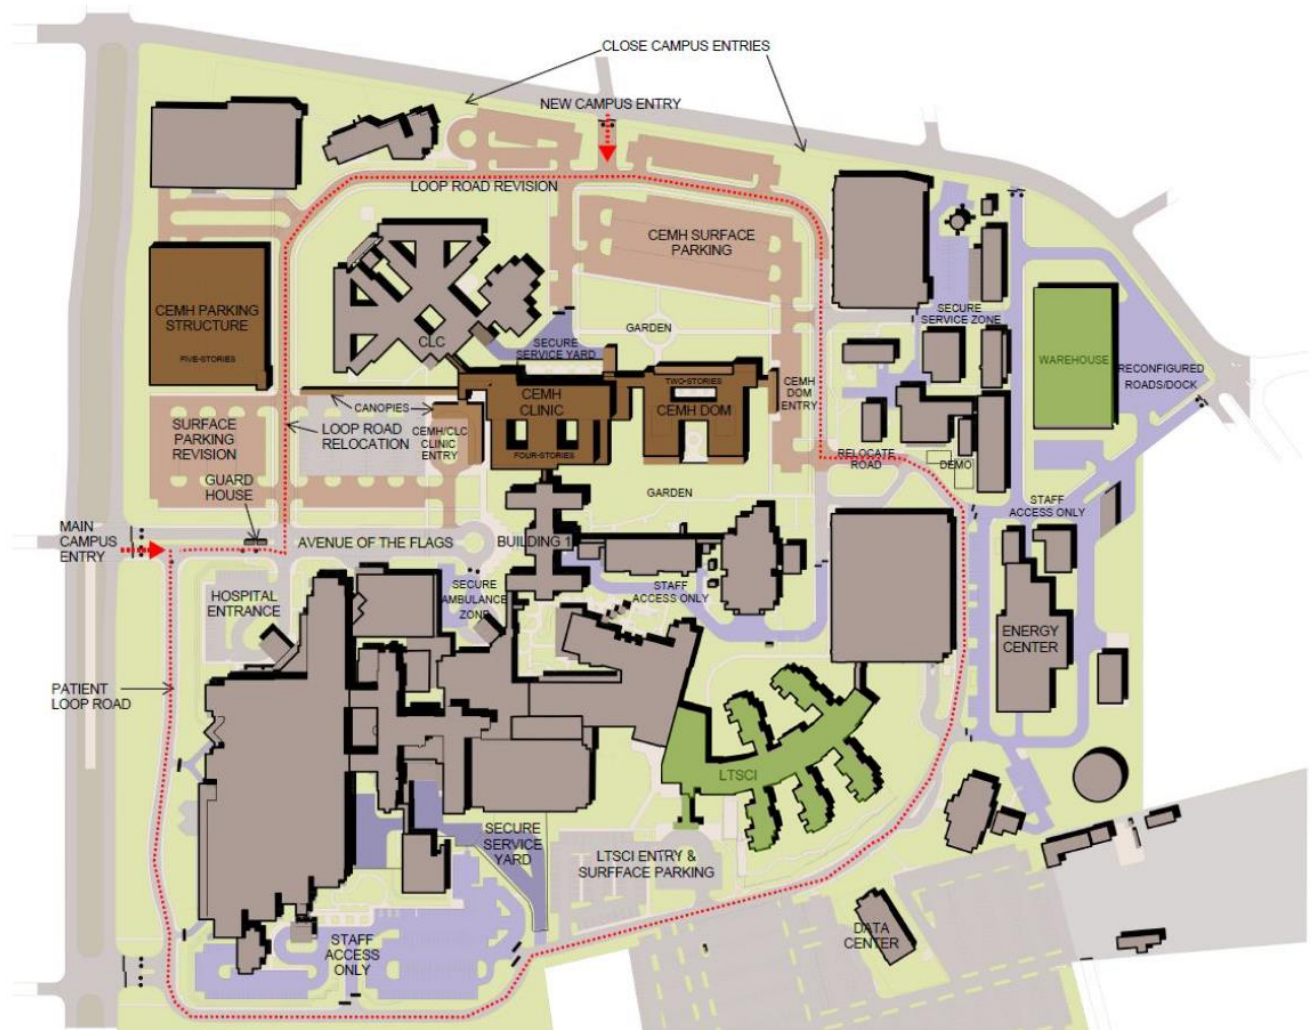 CLOSE CAMPUS ENTRIES
NEW CAMPUS ENTRY
LOOP ROAD REVISION
CEMH SURFACE
PARKING
CEMH PARKING
STRUCTURE
FIVE-STORIES
CLC
SECURE
SERVICE YARD
GARDEN
SECURE
SERVICE ZONE
WAREHOUSE
RECONFIGURED
ROADS/DOCK
TWO-STORIES
CEMH DOM
CEMH
DOM
ENTRY
CEMH
CLINIC
FOUR-STORIES
CANOPIES
LOOP ROAD
RELOCATION
CEMH/CLC
CLINIC
ENTRY
SURFACE
PARKING
REVISION
RELOCATE
ROAD
DEMO
GUARD
HOUSE
GARDEN
STAFF
ACCESS ONLY
MAIN
CAMPUS
ENTRY
AVENUE OF THE FLAGS
BUILDING 1
HOSPITAL
ENTRANCE
SECURE
AMBULANCE
ZONE
STAFF
ACCESS ONLY
ENERGY
CENTER
PATIENT
LOOP ROAD
LTSCI
SECURE
SERVICE
YARD
LTSCI ENTRY &
SURFFACE PARKING
STAFF
ACCESS
ONLY
DATA
CENTER